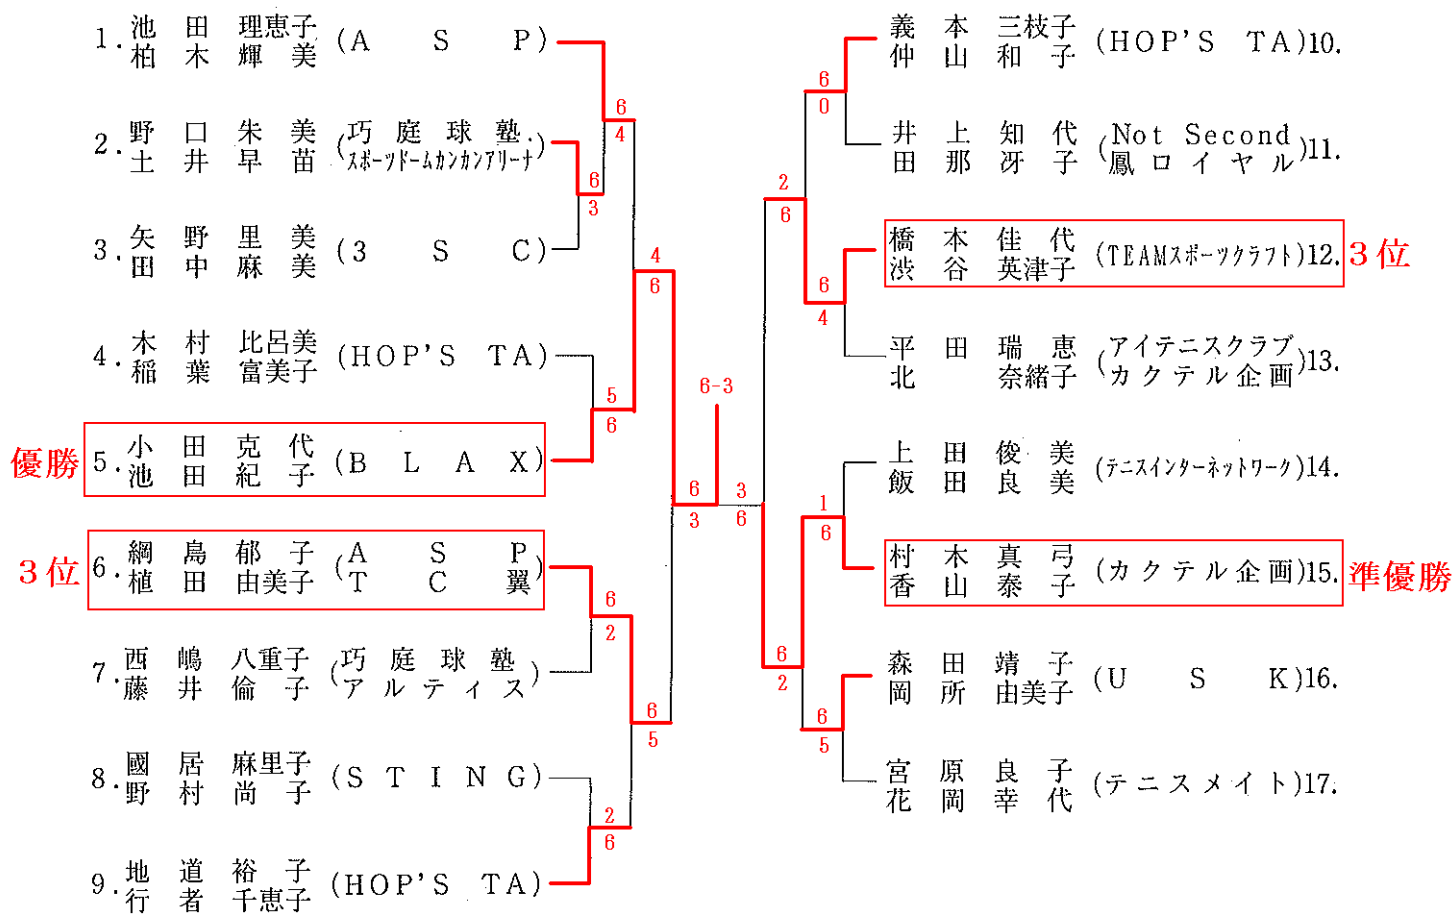 1. 池田 理恵子 (ASP)
柏木 輝美
6
4
2. 野口 朱美 (巧庭球塾
土井 早苗 スポーツドームカンカンアリーナ)
6
3
3. 矢野 里美 (3SC)
田中 麻美
4
6
4. 木村 比呂美 (HOP'S TA)
稲葉 富美子
5
6
優勝 5. 小田 克代 (BLAX)
池田 紀子
6
3
3位 6. 綱島 郁子 (ASP
植田 由美子 TC翼)
6
2
7. 西嶋 八重子 (巧庭球塾
藤井 倫子 アルティス)
6
5
8. 國居 麻里子 (STING)
野村 尚子
2
6
9. 地道 裕子 (HOP'S TA)
行者 千恵子
6-3
義本 三枝子 (HOP'S TA)10.
仲山 和子
6
0
井上 知代 (Not Second
田那 冴子 鳳ロイヤル)11.
2
6
橋本 佳代 (TEAMスポーツクラフト)12. 3位
渋谷 英津子
6
4
平田 瑞恵 (アイテニスクラブ
北 奈緒子 カクテル企画)13.
上田 俊美 (テニスインターネットワーク)14.
飯田 良美
3
6
1
6
村木 真弓 (カクテル企画)15. 準優勝
香山 泰子
6
2
森田 靖子 (USK)16.
岡所 由美子
6
5
宮原 良子 (テニスメイト)17.
花岡 幸代